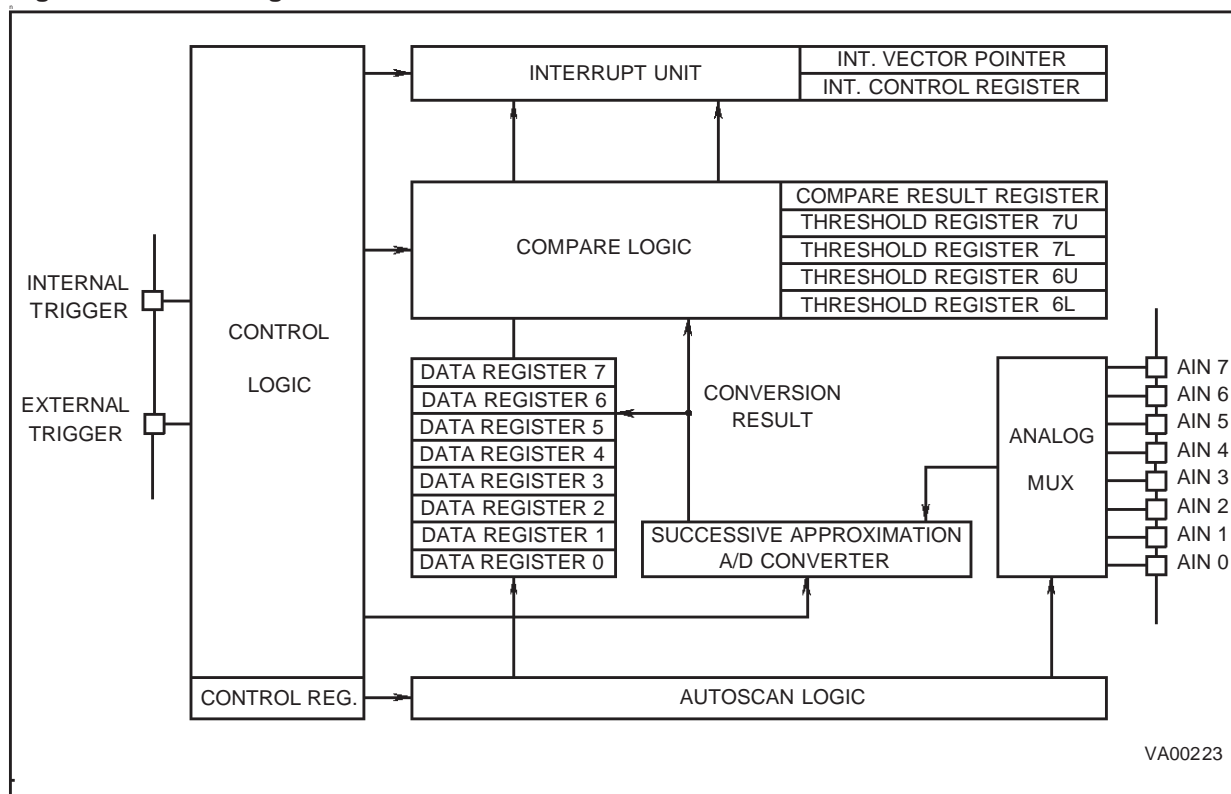 INTERRUPT UNIT
INT. VECTOR POINTER
INT. CONTROL REGISTER
COMPARE LOGIC
COMPARE RESULT REGISTER
THRESHOLD REGISTER 7U
THRESHOLD REGISTER 7L
THRESHOLD REGISTER 6U
THRESHOLD REGISTER 6L
INTERNAL
TRIGGER
EXTERNAL
TRIGGER
CONTROL
LOGIC
DATA REGISTER 7
DATA REGISTER 6
DATA REGISTER 5
DATA REGISTER 4
DATA REGISTER 3
DATA REGISTER 2
DATA REGISTER 1
DATA REGISTER 0
CONVERSION
RESULT
SUCCESSIVE APPROXIMATION
A/D CONVERTER
ANALOG
MUX
AIN 7
AIN 6
AIN 5
AIN 4
AIN 3
AIN 2
AIN 1
AIN 0
CONTROL REG.
AUTOSCAN LOGIC
VA00223